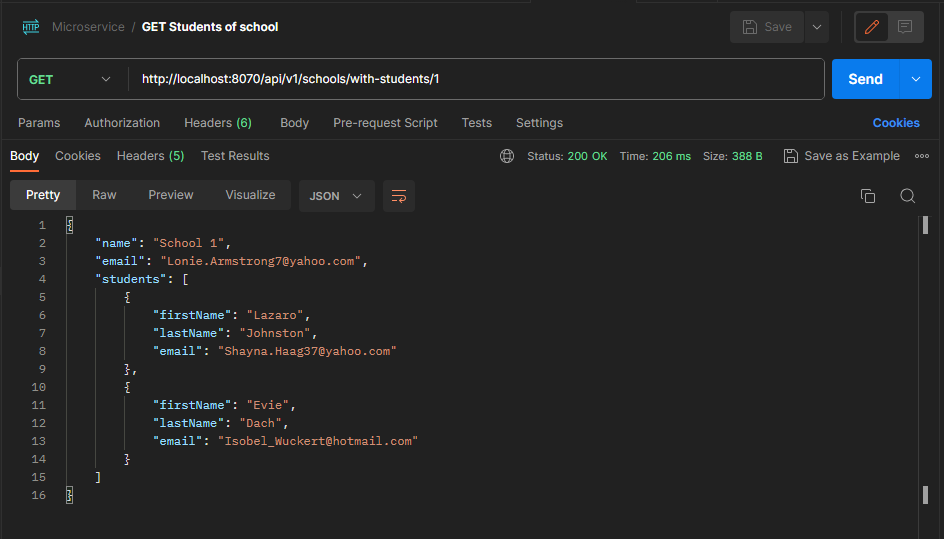 HTTP Microservice / GET Students of school Save
GET http://localhost:8070/api/v1/schools/with-students/1 Send
Params Authorization Headers (6) Body Pre-request Script Tests Settings Cookies
Body Cookies Headers (5) Test Results Status: 200 OK Time: 206 ms Size: 388 B Save as Example
Pretty Raw Preview Visualize JSON
1 {
2 "name": "School 1",
3 "email": "Lonie.Armstrong7@yahoo.com",
4 "students": [
5 {
6 "firstName": "Lazaro",
7 "lastName": "Johnston",
8 "email": "Shayna.Haag37@yahoo.com"
9 },
10 {
11 "firstName": "Evie",
12 "lastName": "Dach",
13 "email": "Isobel_Wuckert@hotmail.com"
14 }
15 ]
16 }